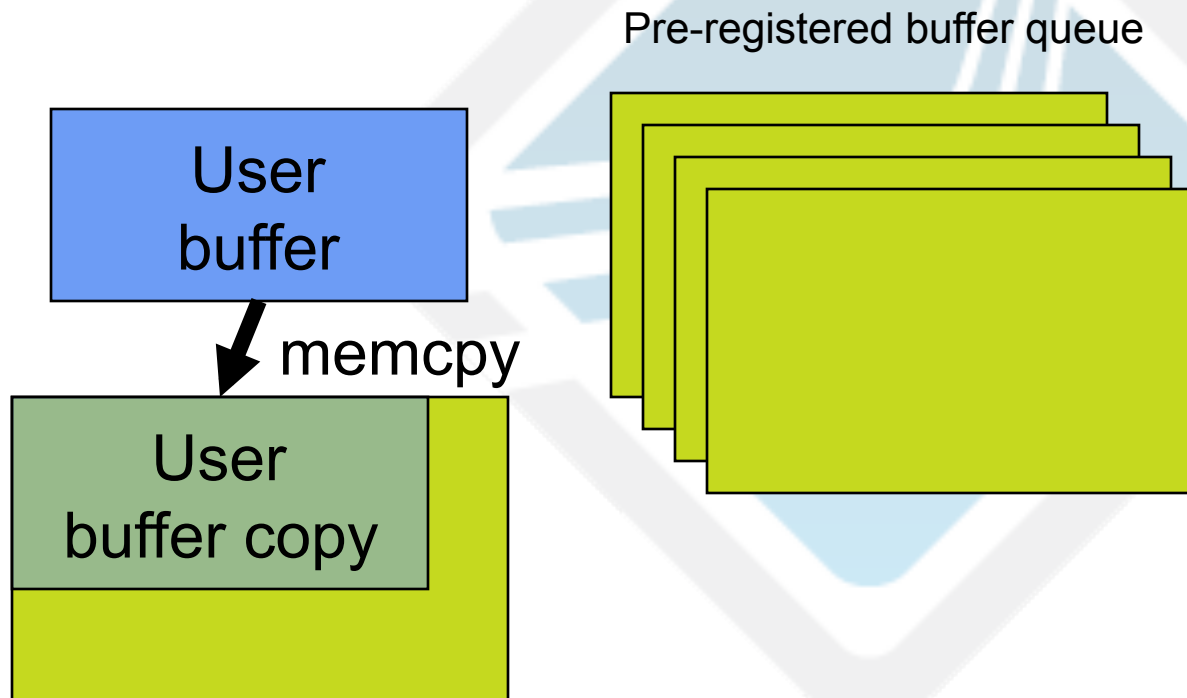 Pre-registered buffer queue
User
buffer
memcpy
User
buffer copy